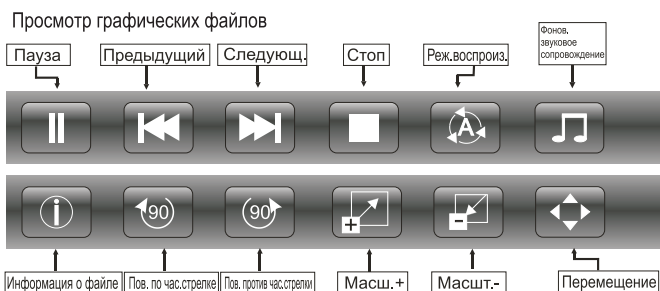 Просмотр графических файлов
Пауза
Предыдущий
Следующ.
Стоп
Реж.воспроиз.
Фонов.
звуковое
сопровождение
A
90
90
Информация о файле
Пов. по час.стрелке
Пов. против час.стрелки
Масш.+
Масшт.-
Перемещение